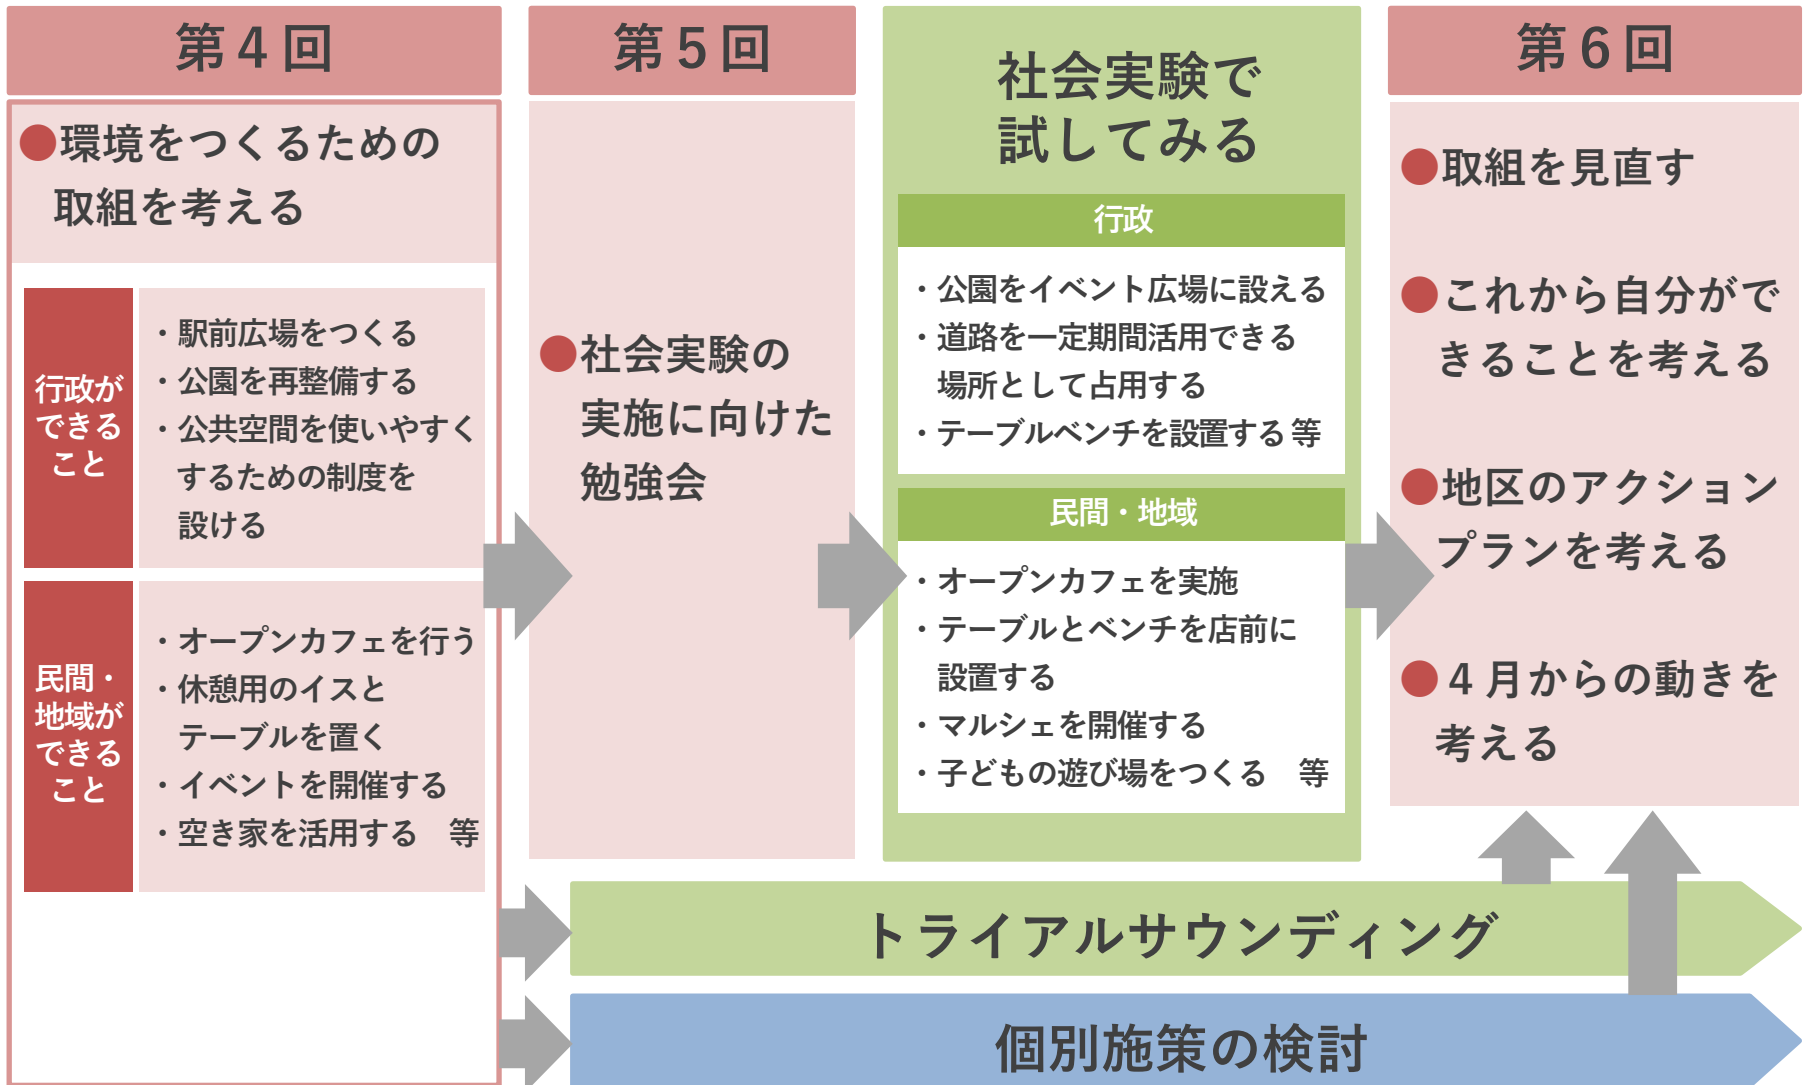 第４回
●環境をつくるための
取組を考える
行政が
できる
こと
・駅前広場をつくる
・公園を再整備する
・公共空間を使いやすく
するための制度を
設ける
民間・
地域が
できる
こと
・オープンカフェを行う
・休憩用のイスと
テーブルを置く
・イベントを開催する
・空き家を活用する　等
第５回
●社会実験の
実施に向けた
勉強会
社会実験で
試してみる
行政
・公園をイベント広場に設える
・道路を一定期間活用できる
場所として占用する
・テーブルベンチを設置する 等
民間・地域
・オープンカフェを実施
・テーブルとベンチを店前に
設置する
・マルシェを開催する
・子どもの遊び場をつくる　等
第６回
●取組を見直す
●これから自分がで
きることを考える
●地区のアクション
プランを考える
●４月からの動きを
考える
トライアルサウンディング
個別施策の検討